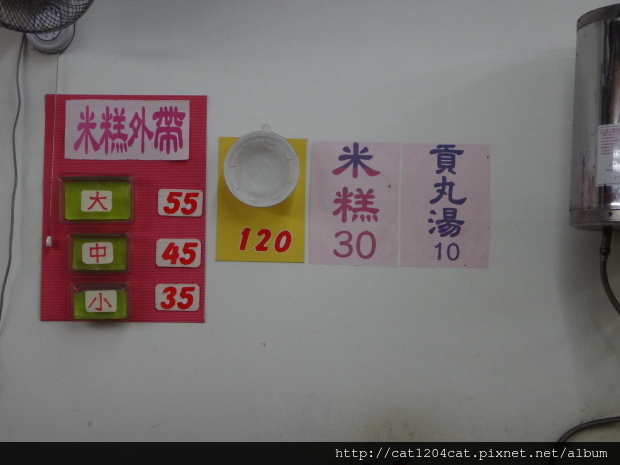 米糕外帶
大 55
中 45
小 35
120
米糕
30
貢丸湯
10
http://cat1204cat.pixnet.net/album